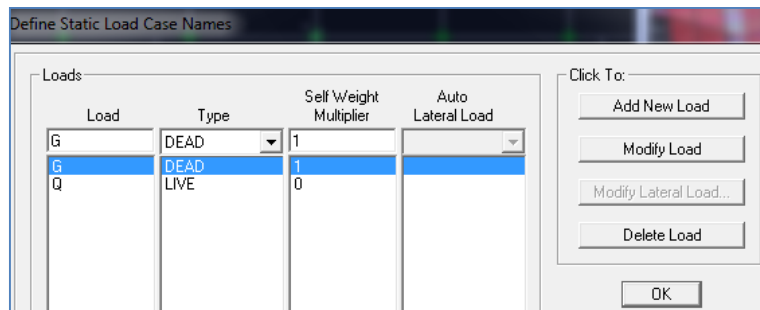 Define Static Load Case Names
Loads
Click To:
Load Type Self Weight Multiplier Auto Lateral Load
G DEAD 1
G DEAD 1
Q LIVE 0
Add New Load
Modify Load
Modify Lateral Load...
Delete Load
OK